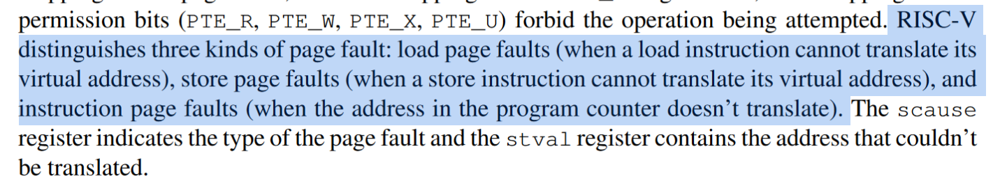 permission bits (PTE_R, PTE_W, PTE_X, PTE_U) forbid the operation being attempted. RISC-V
distinguishes three kinds of page fault: load page faults (when a load instruction cannot translate its
virtual address), store page faults (when a store instruction cannot translate its virtual address), and
instruction page faults (when the address in the program counter doesn’t translate). The scause
register indicates the type of the page fault and the stval register contains the address that couldn’t
be translated.